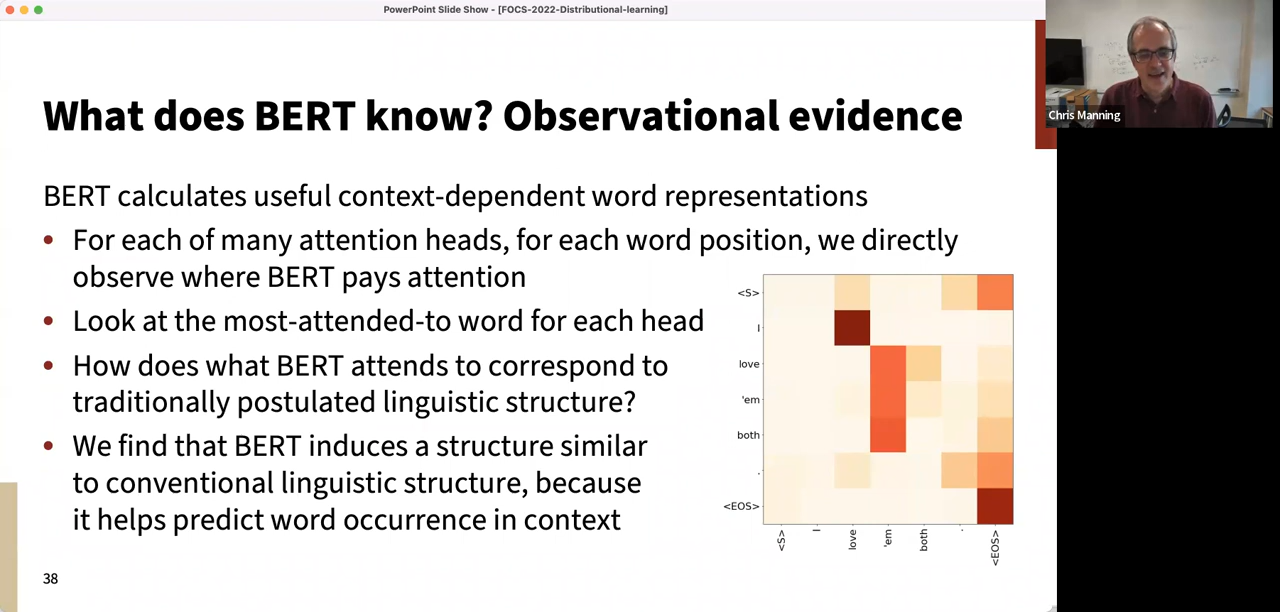 PowerPoint Slide Show - [FOCS-2022-Distributional-learning]
Chris Manning
What does BERT know? Observational evidence
BERT calculates useful context-dependent word representations
• For each of many attention heads, for each word position, we directly
observe where BERT pays attention
• Look at the most-attended-to word for each head
• How does what BERT attends to correspond to
traditionally postulated linguistic structure?
• We find that BERT induces a structure similar
to conventional linguistic structure, because
it helps predict word occurrence in context
<S>
I
love
'em
both
.
<EOS>
<S>
I
love
'em
both
.
<EOS>
38